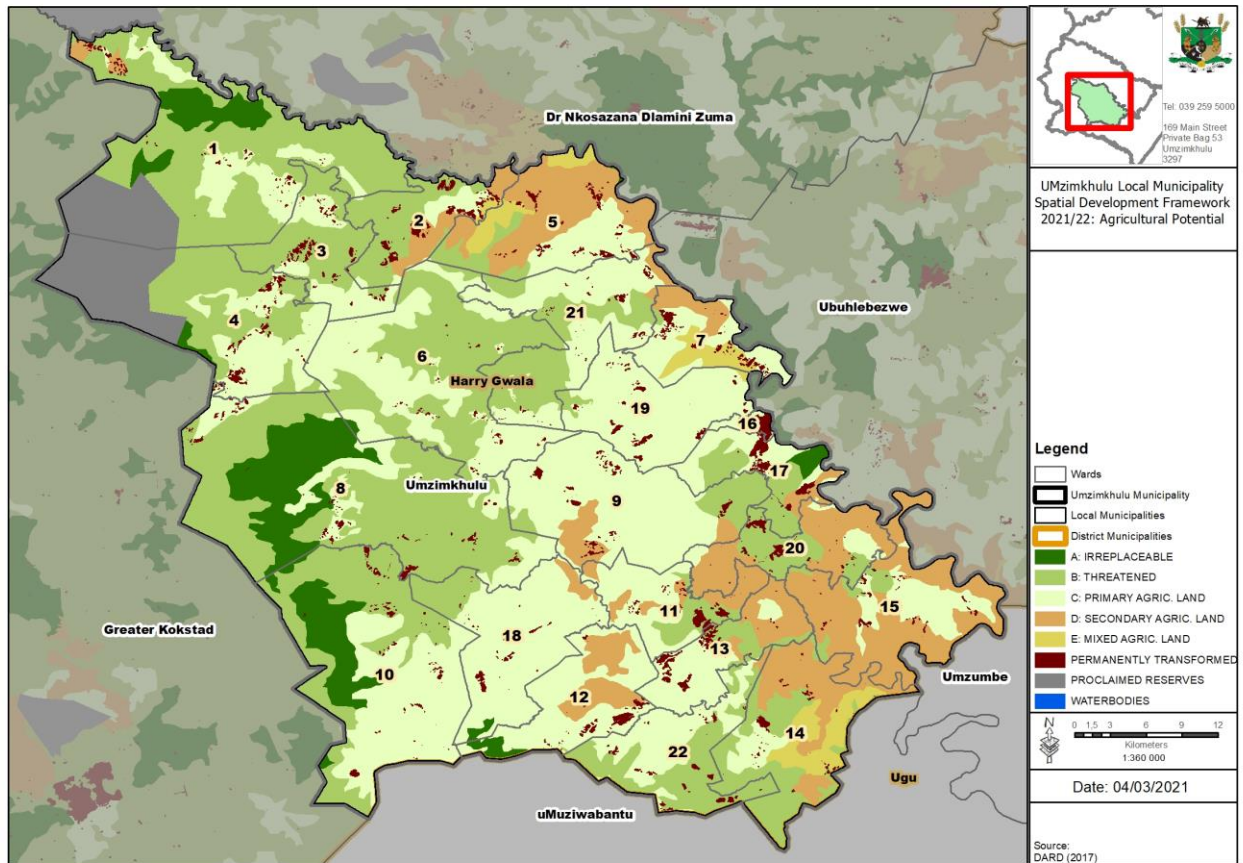 Dr Nkosazana Dlamini Zuma
1
2
5
3
Ubuhlebezwe
4
21
7
6
Harry Gwala
19
16
17
8
Umzimkhulu
9
20
11
15
Greater Kokstad
18
13
10
Umzumbe
12
14
22
Ugu
uMuziwabantu
Tel: 039 259 5000
169 Main Street
Private Bag 53
Umzimkhulu
3297
UMzimkhulu Local Municipality
Spatial Development Framework
2021/22: Agricultural Potential
Legend
Wards
Umzimkhulu Municipality
Local Municipalities
District Municipalities
A: IRREPLACEABLE
B: THREATENED
C: PRIMARY AGRIC. LAND
D: SECONDARY AGRIC. LAND
E: MIXED AGRIC. LAND
PERMANENTLY TRANSFORMED
PROCLAIMED RESERVES
WATERBODIES
N
0 1,5 3 6 9 12
Kilometers
1:360 000
Date: 04/03/2021
Source:
DARD (2017)